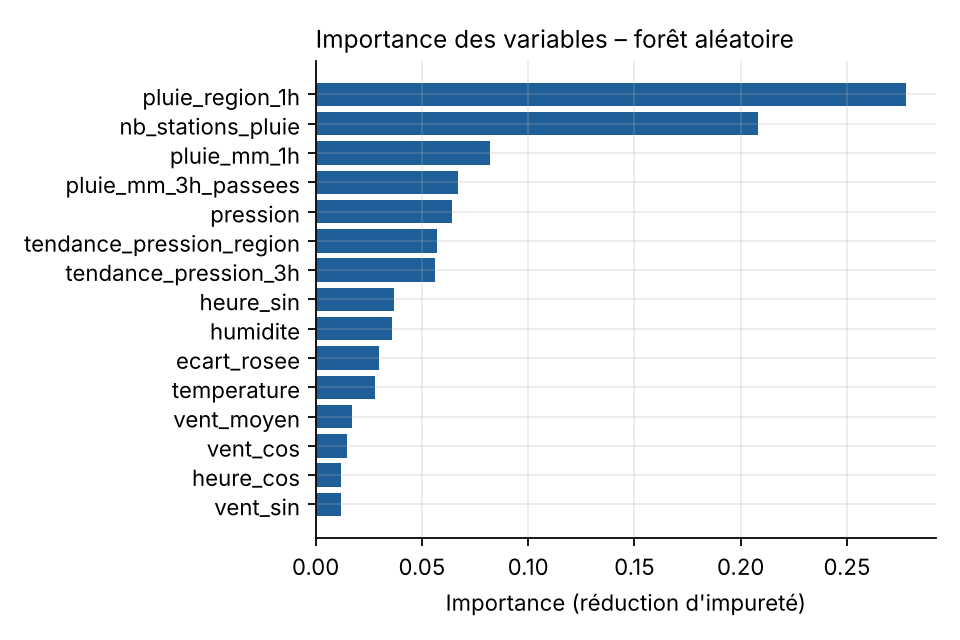 Importance des variables – forêt aléatoire
pluie_region_1h
nb_stations_pluie
pluie_mm_1h
pluie_mm_3h_passees
pression
tendance_pression_region
tendance_pression_3h
heure_sin
humidite
ecart_rosee
temperature
vent_moyen
vent_cos
heure_cos
vent_sin
0.00 0.05 0.10 0.15 0.20 0.25
Importance (réduction d'impureté)